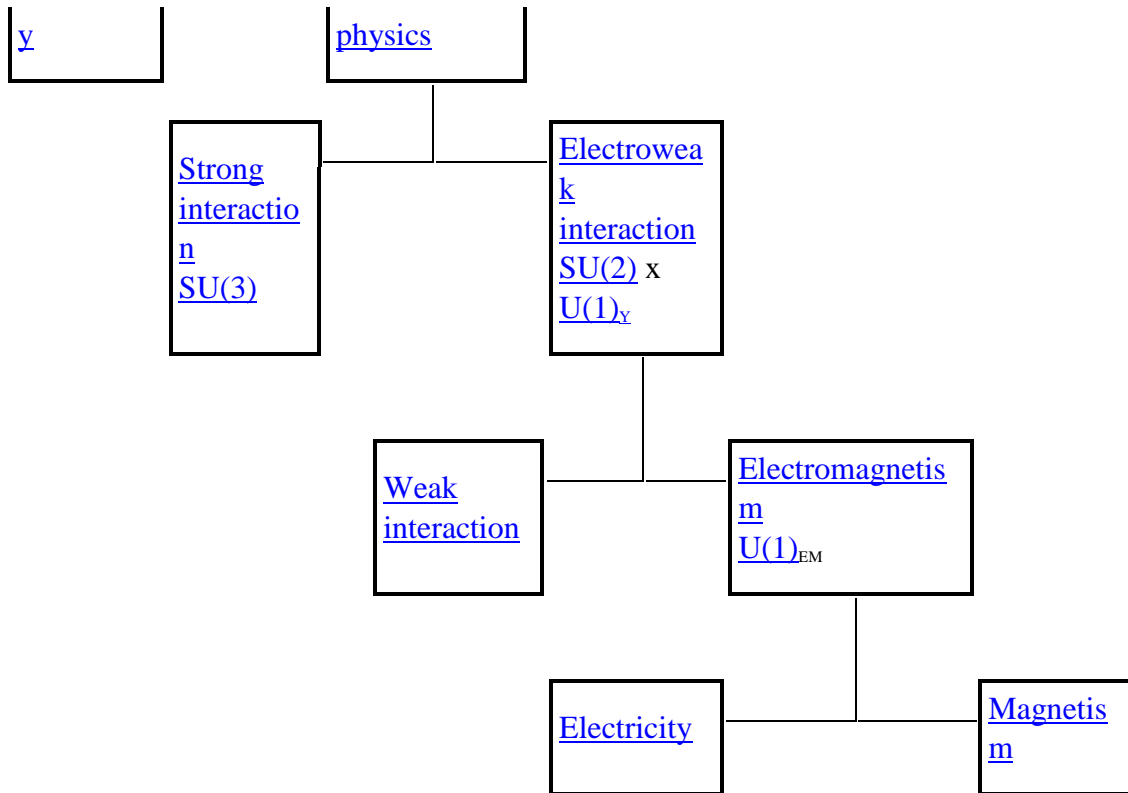 y
physics
Strong
interactio
n
SU(3)
Electrowea
k
interaction
SU(2) x
U(1)Y
Weak
interaction
Electromagnetis
m
U(1)EM
Electricity
Magnetis
m